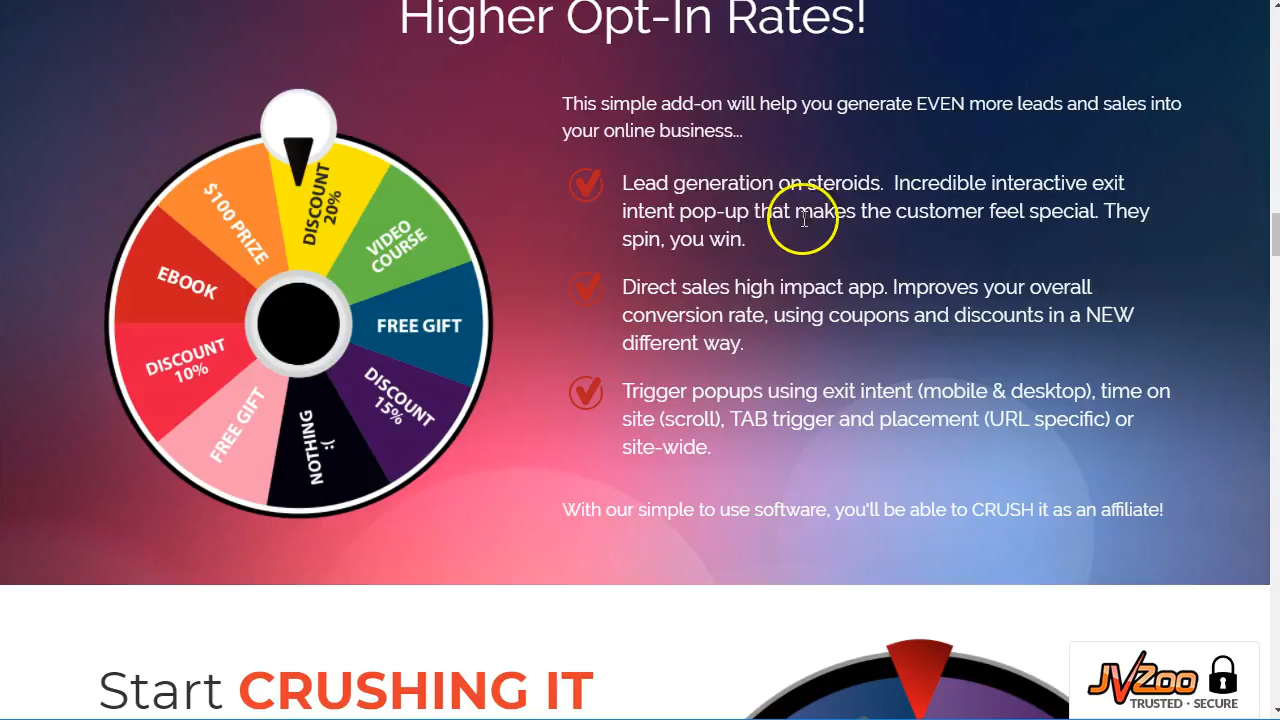 Higher Opt-In Rates!
This simple add-on will help you generate EVEN more leads and sales into
your online business...
Lead generation on steroids.  Incredible interactive exit
intent pop-up that makes the customer feel special. They
spin, you win.
Direct sales high impact app. Improves your overall
conversion rate, using coupons and discounts in a NEW
different way.
Trigger popups using exit intent (mobile & desktop), time on
site (scroll), TAB trigger and placement (URL specific) or
site-wide.
With our simple to use software, you'll be able to CRUSH it as an affiliate!
DISCOUNT
20%
VIDEO
COURSE
FREE GIFT
DISCOUNT
15%
NOTHING
:(
FREE GIFT
DISCOUNT
10%
EBOOK
$100 PRIZE
Start CRUSHING IT
JVZoo
TRUSTED • SECURE